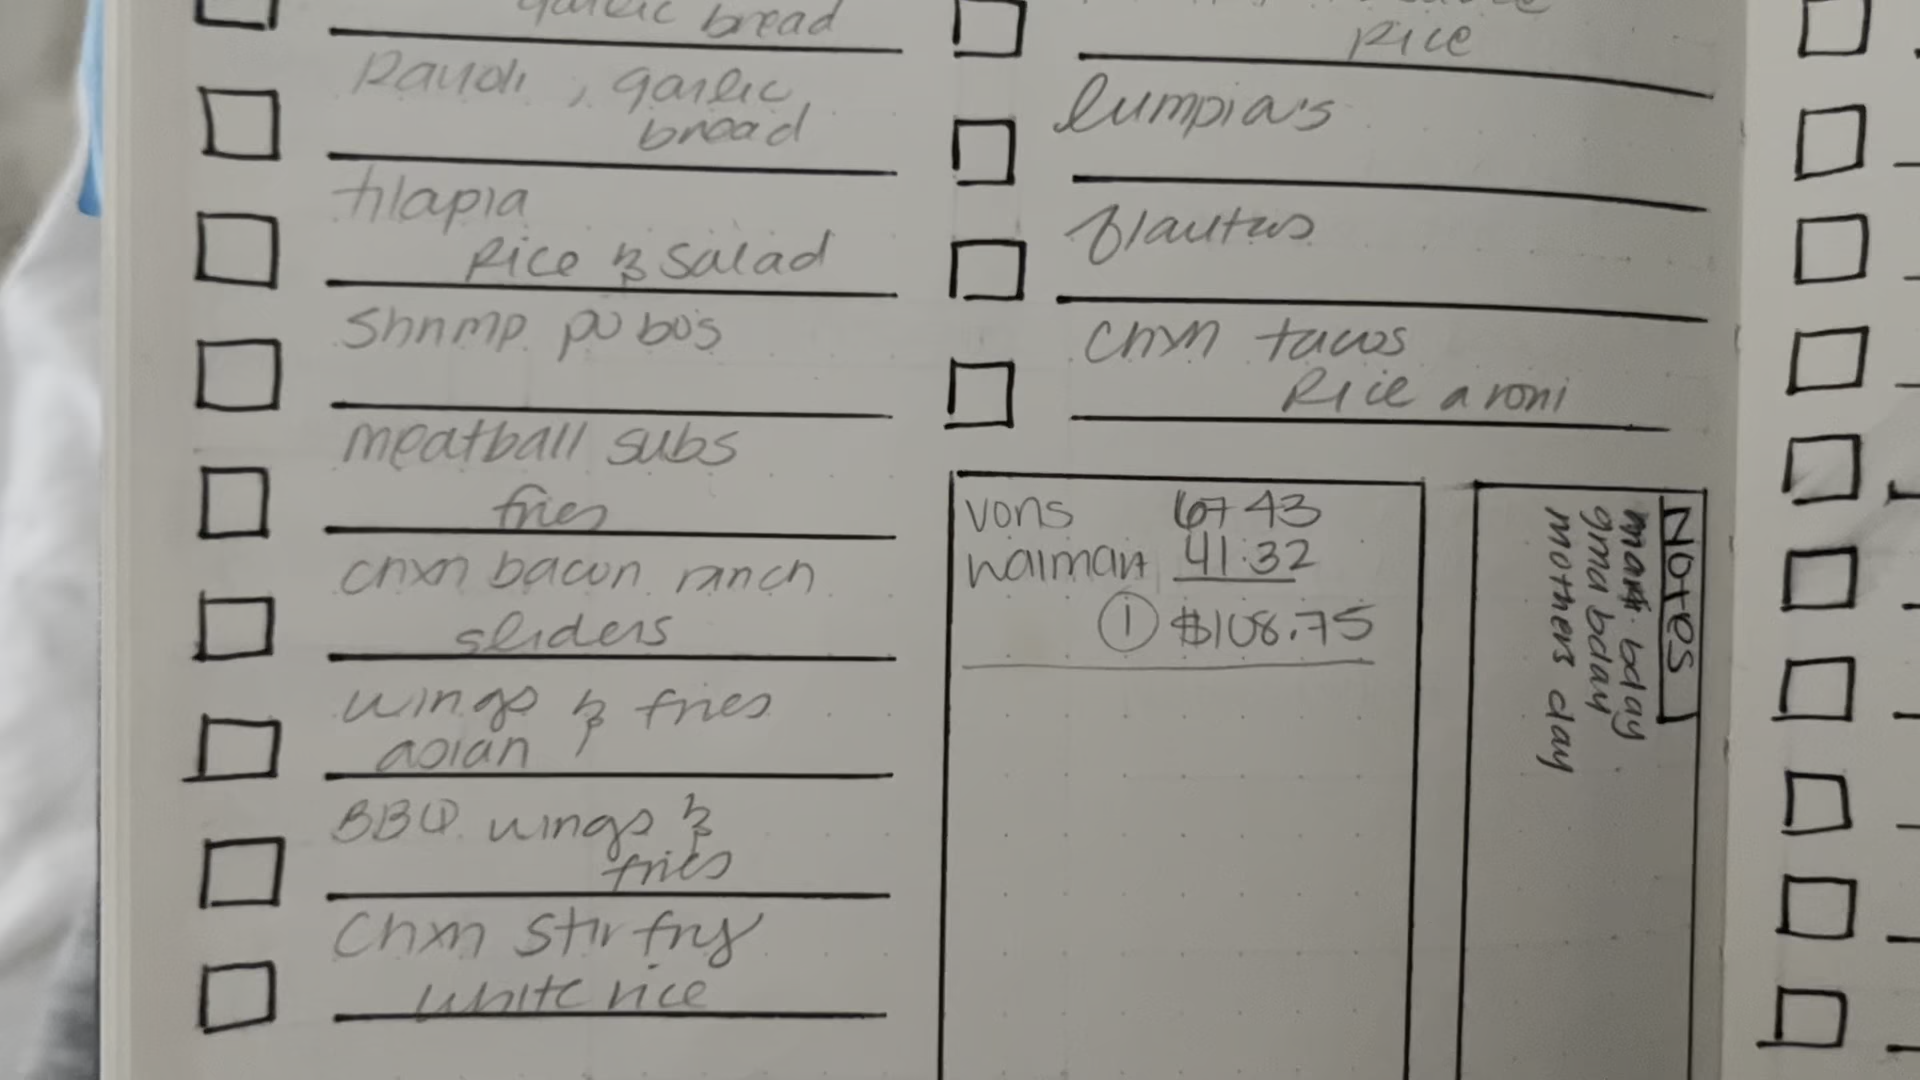 garlic bread
Ravioli, garlic
bread
tilapia
Rice & salad
Shrimp po bos
meatball subs
fries
chxn bacon ranch
sliders
wings & fries
asian
BBQ wings &
fries
Chxn stir fry
white rice
Rice
lumpia's
flautas
chxn tacos
Rice a roni
vons 67 43
walmart 41.32
① $108.75
Notes
mark bday
gma bday
mothers day